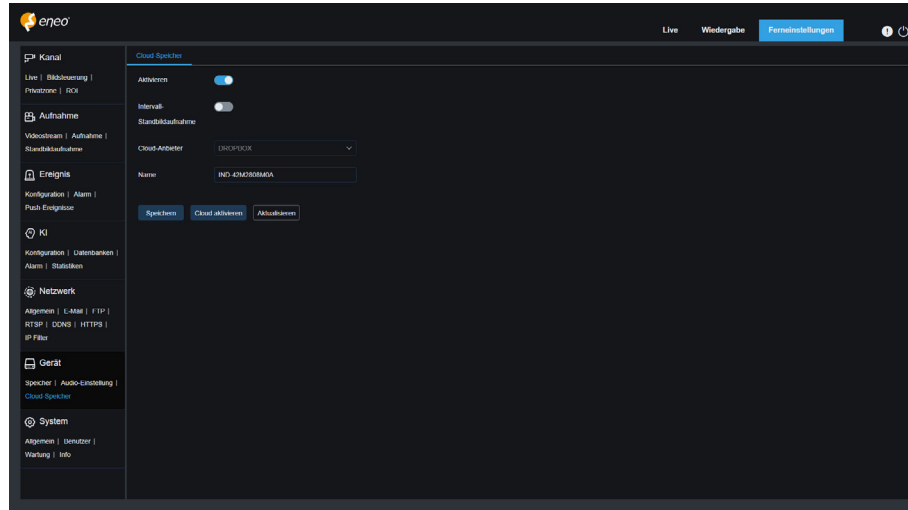 eneo
Live Wiedergabe Ferneinstellungen
Kanal
Live | Bildsteuerung |
Privatzone | ROI
Aufnahme
Videostream | Aufnahme |
Standbildaufnahme
Ereignis
Konfiguration | Alarm |
Push Ereignisse
KI
Konfiguration | Datenbanken |
Alarm | Statistiken
Netzwerk
Allgemein | E-Mail | FTP |
RTSP | DDNS | HTTPS |
IP Filter
Gerät
Speicher | Audio-Einstellung |
Cloud Speicher
System
Allgemein | Benutzer |
Wartung | Info
Cloud Speicher
Aktivieren
Intervall-
Standbildaufnahme
Cloud-Anbieter DROPBOX
Name IND-42M2808M0A
Speichern Cloud aktivieren Aktualisieren